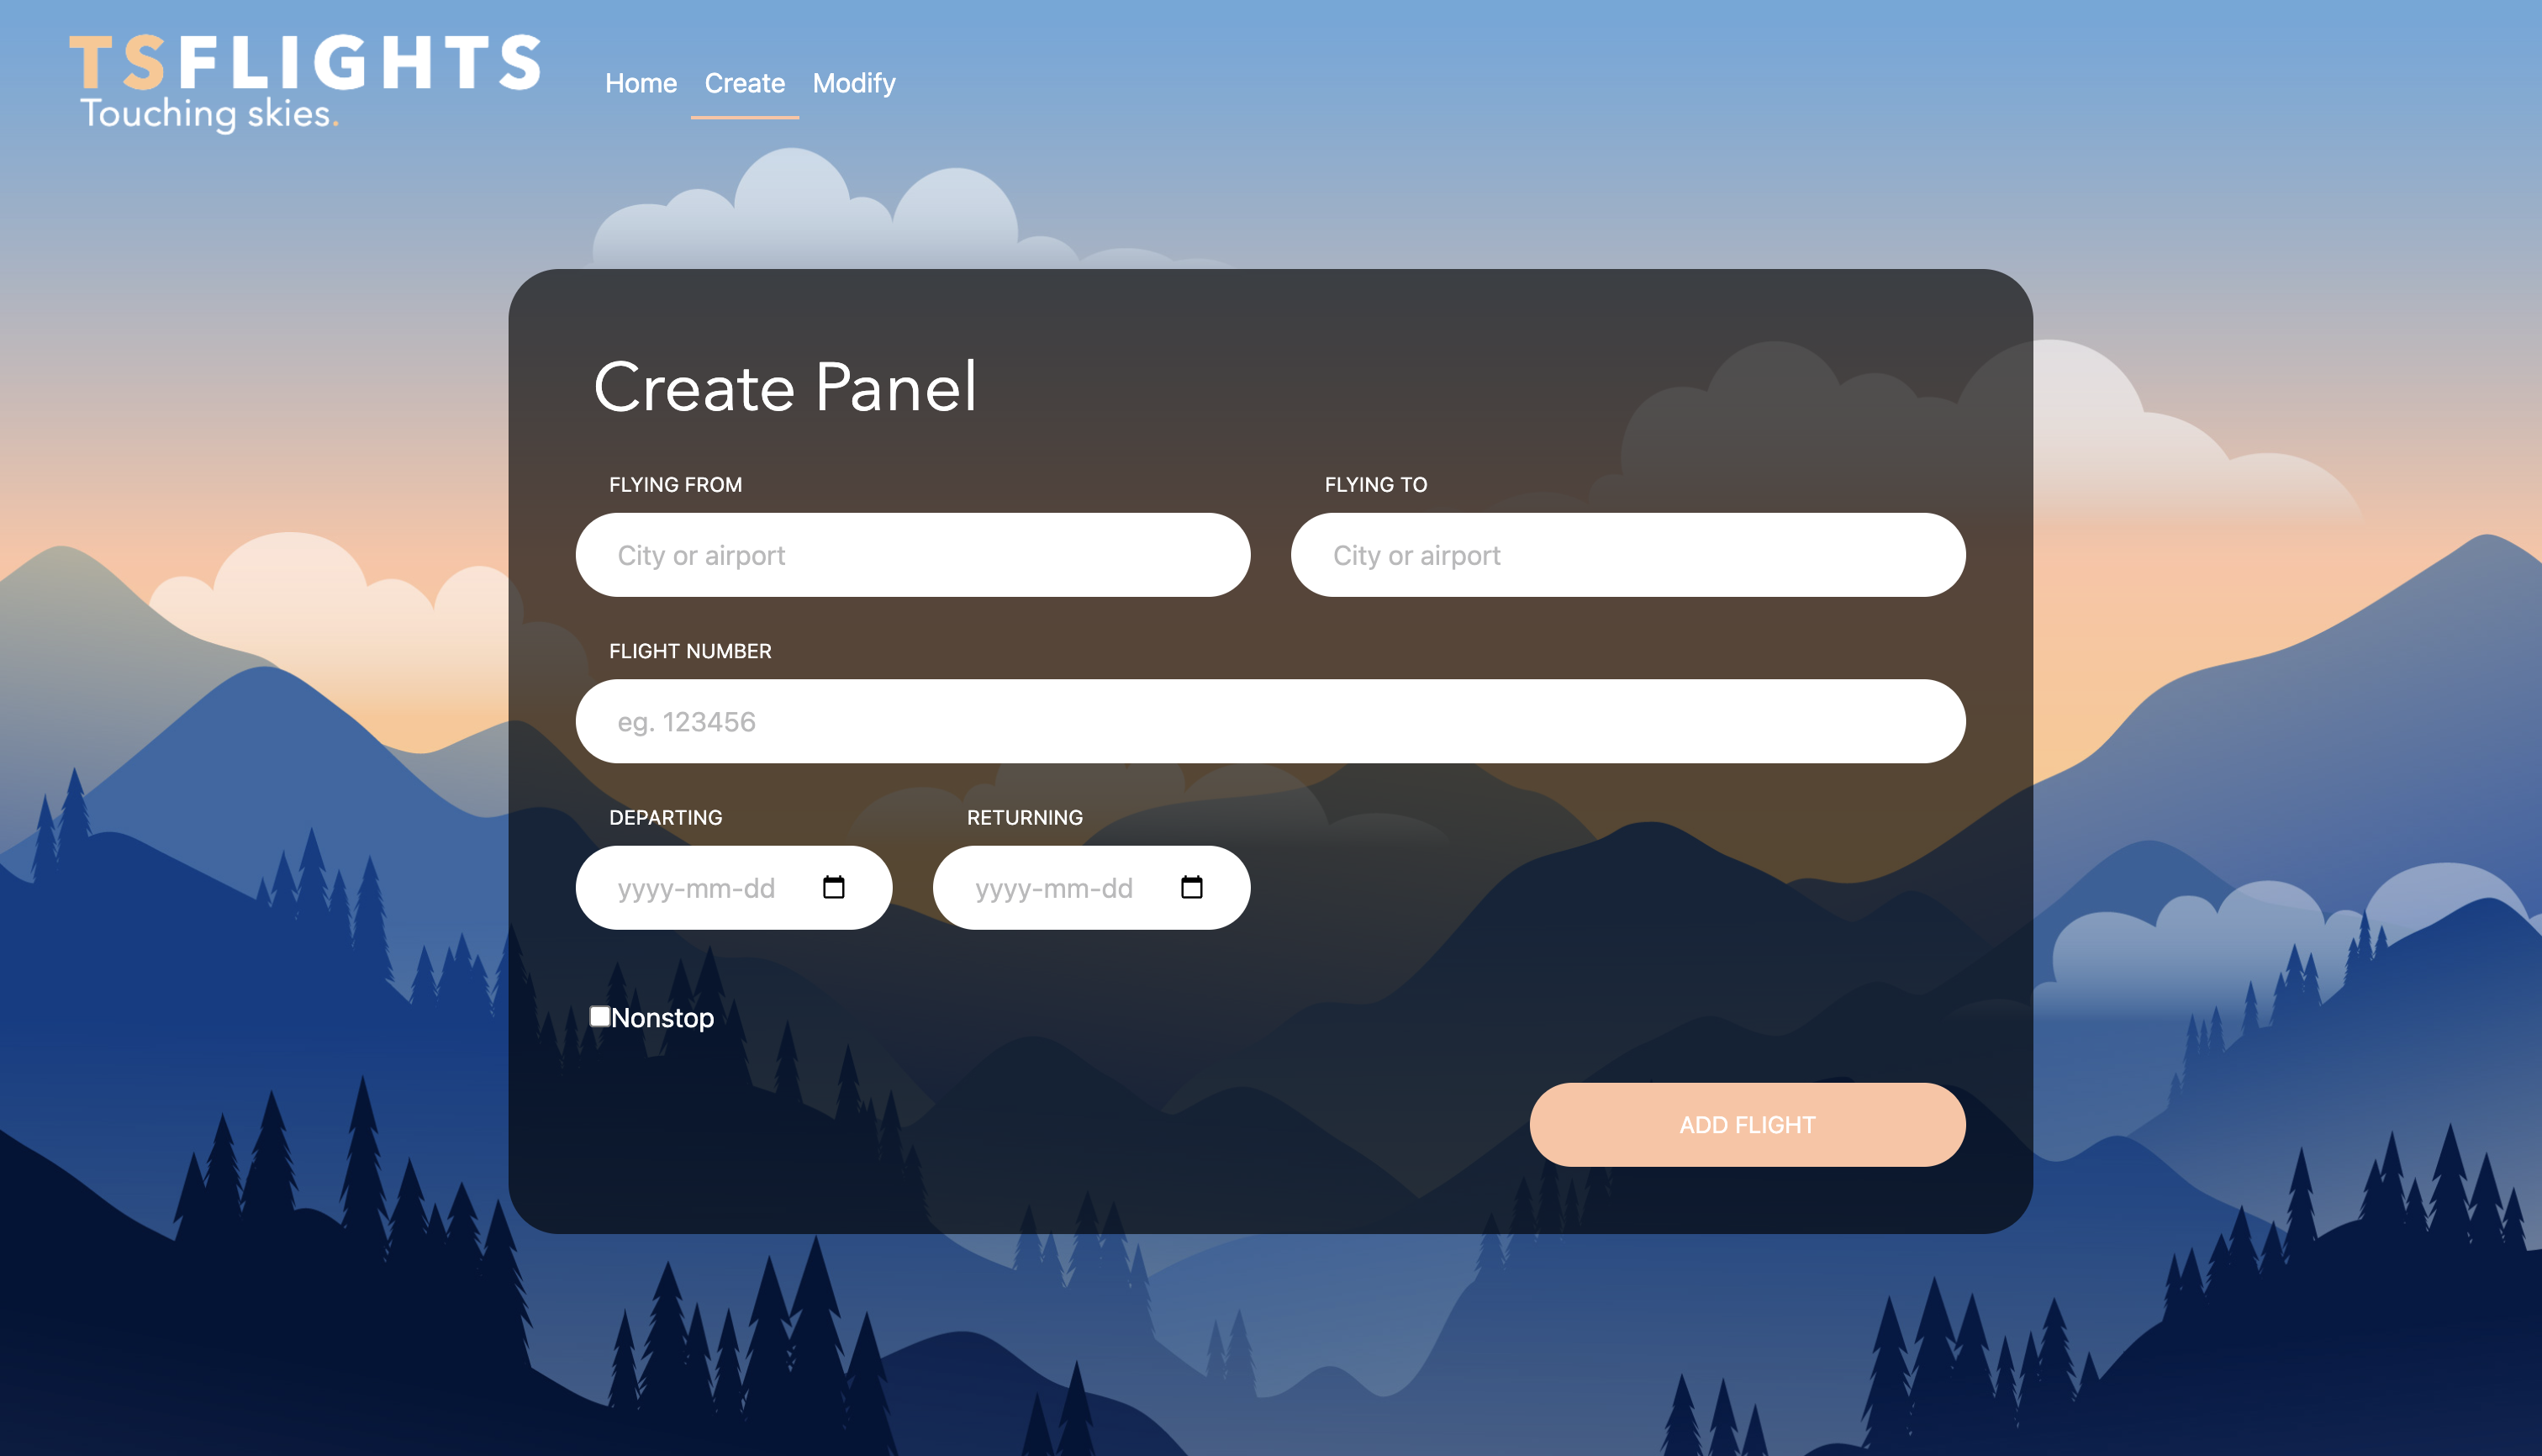 TSFLIGHTS
Touching skies.
Home Create Modify
Create Panel
FLYING FROM FLYING TO
City or airport City or airport
FLIGHT NUMBER
eg. 123456
DEPARTING RETURNING
yyyy-mm-dd yyyy-mm-dd
Nonstop
ADD FLIGHT